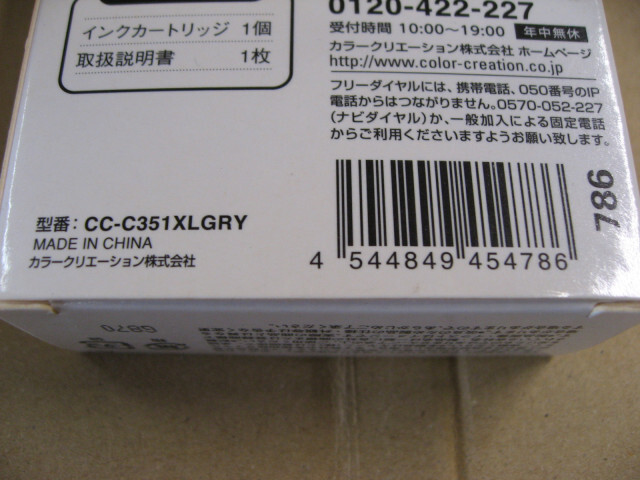 インクカートリッジ 1個
取扱説明書 1枚
0120-422-227
受付時間 10:00〜19:00 年中無休
カラークリエーション株式会社 ホームページ
http://www.color-creation.co.jp
フリーダイヤルには、携帯電話、050番号のIP
電話からはつながりません。0570-052-227
(ナビダイヤル)か、一般加入による固定電話
からご利用くださいますようお願い致します。
786
型番: CC-C351XLGRY
MADE IN CHINA
カラークリエーション株式会社
4 544849 454786
GB70